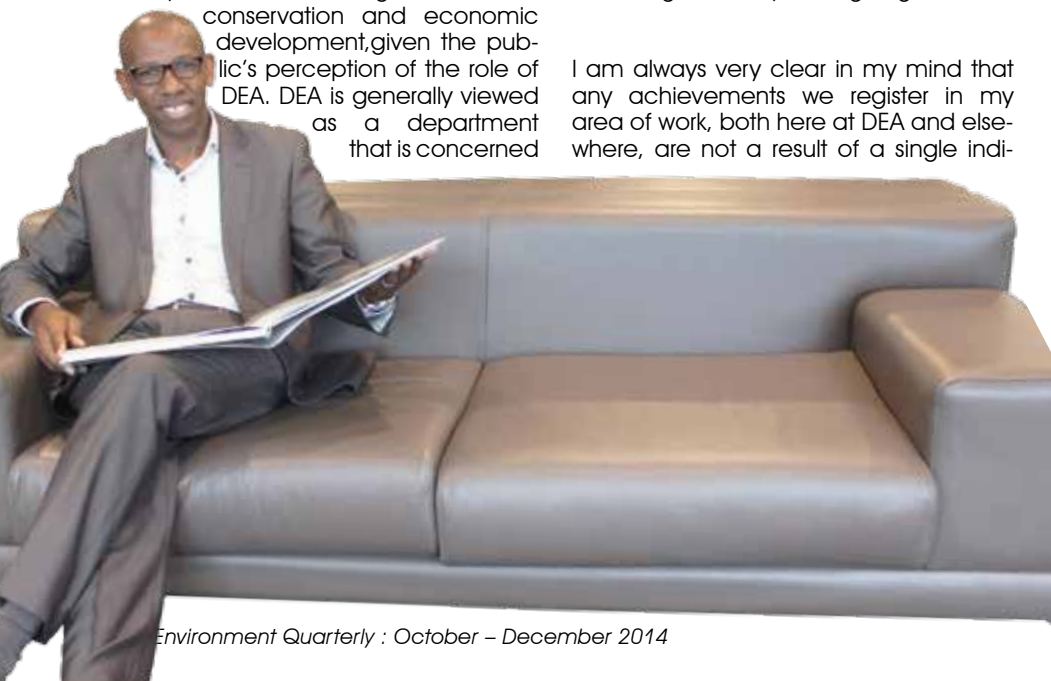 conservation and economic
development,given the pub-
lic's perception of the role of
DEA. DEA is generally viewed
as a department
that is concerned
I am always very clear in my mind that
any achievements we register in my
area of work, both here at DEA and else-
where, are not a result of a single indi-
Environment Quarterly : October – December 2014